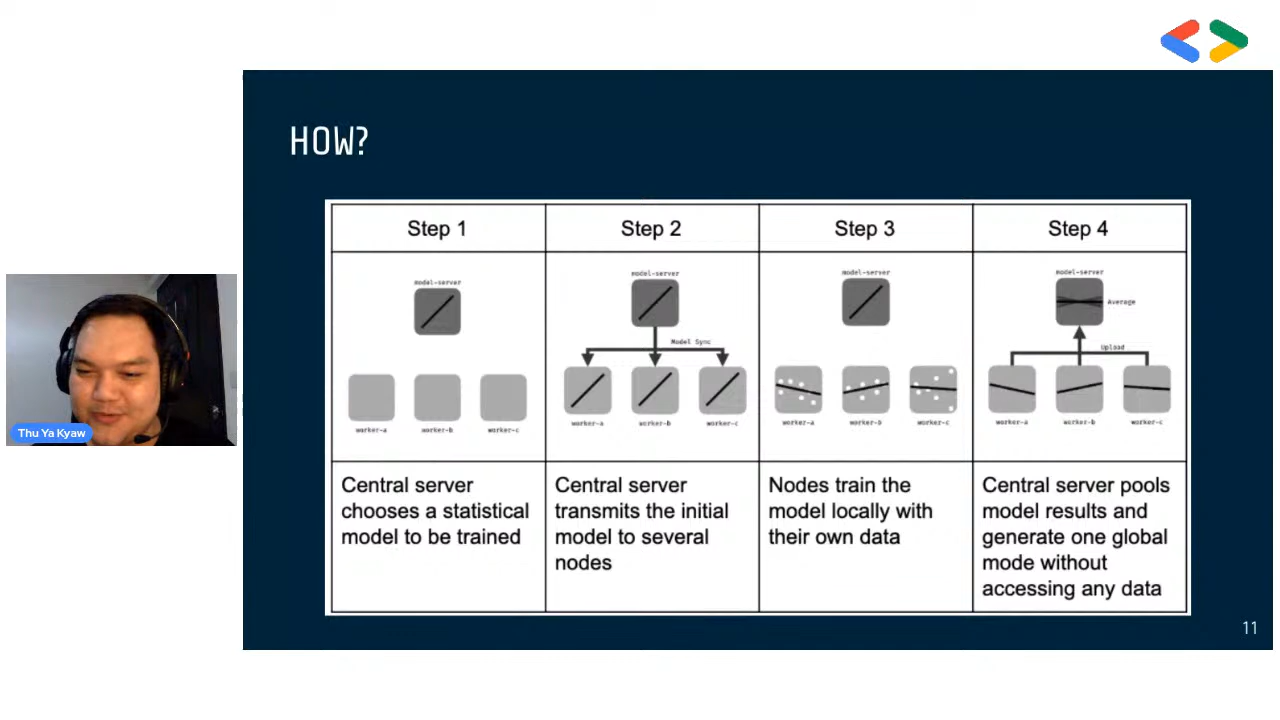 HOW?
Step 1
Step 2
Step 3
Step 4
model-server
worker-a
worker-b
worker-c
model-server
Model Sync
worker-a
worker-b
worker-c
model-server
worker-a
worker-b
worker-c
model-server
Average
Upload
worker-a
worker-b
worker-c
Central server
chooses a statistical
model to be trained
Central server
transmits the initial
model to several
nodes
Nodes train the
model locally with
their own data
Central server pools
model results and
generate one global
mode without
accessing any data
Thu Ya Kyaw
11